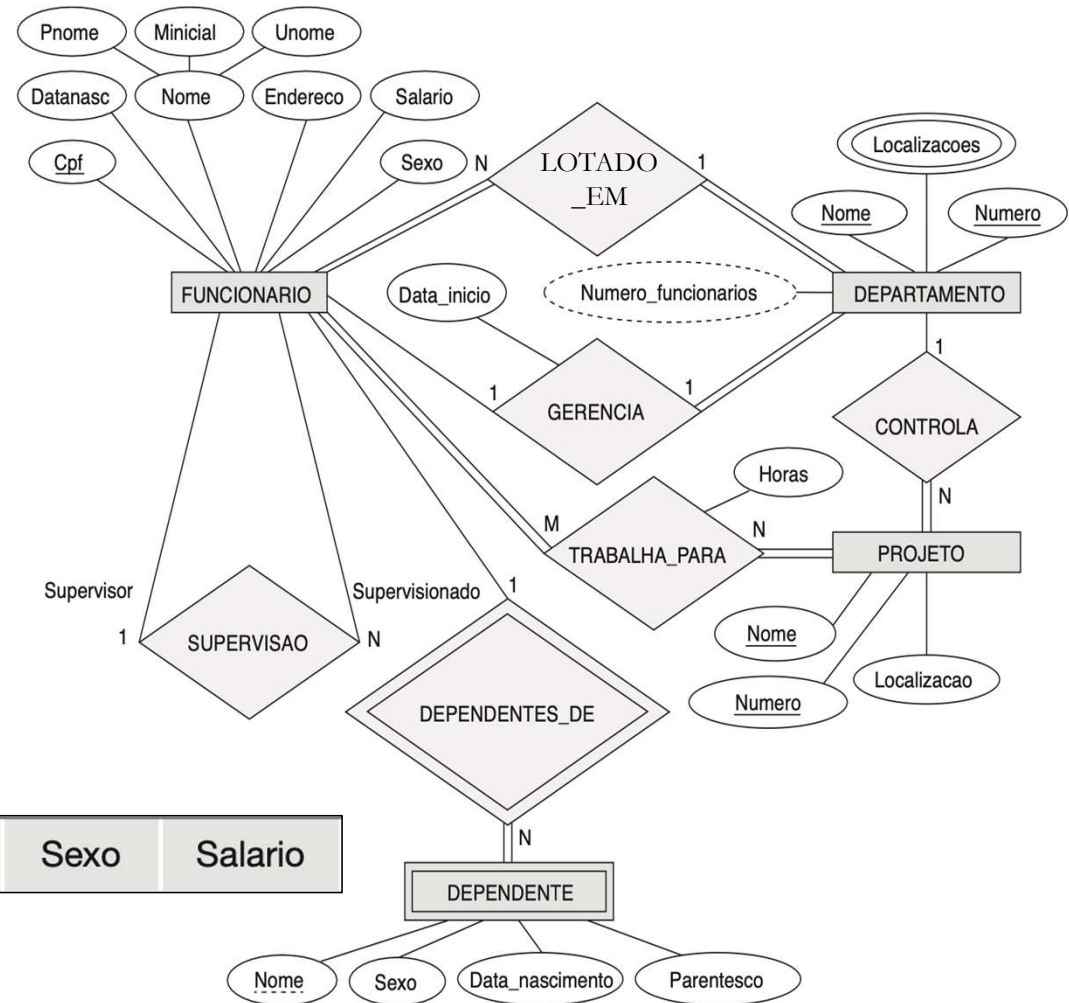 Pnome
Minicial
Unome
Datanasc
Nome
Endereco
Salario
Cpf
Sexo
N
LOTADO
_EM
1
Localizacoes
Nome
Numero
FUNCIONARIO
Data_inicio
Numero_funcionarios
DEPARTAMENTO
1
GERENCIA
1
1
CONTROLA
N
Horas
M
TRABALHA_PARA
N
PROJETO
Supervisor
Supervisionado
1
SUPERVISAO
N
1
Nome
Numero
Localizacao
DEPENDENTES_DE
N
Sexo
Salario
DEPENDENTE
Nome
Sexo
Data_nascimento
Parentesco